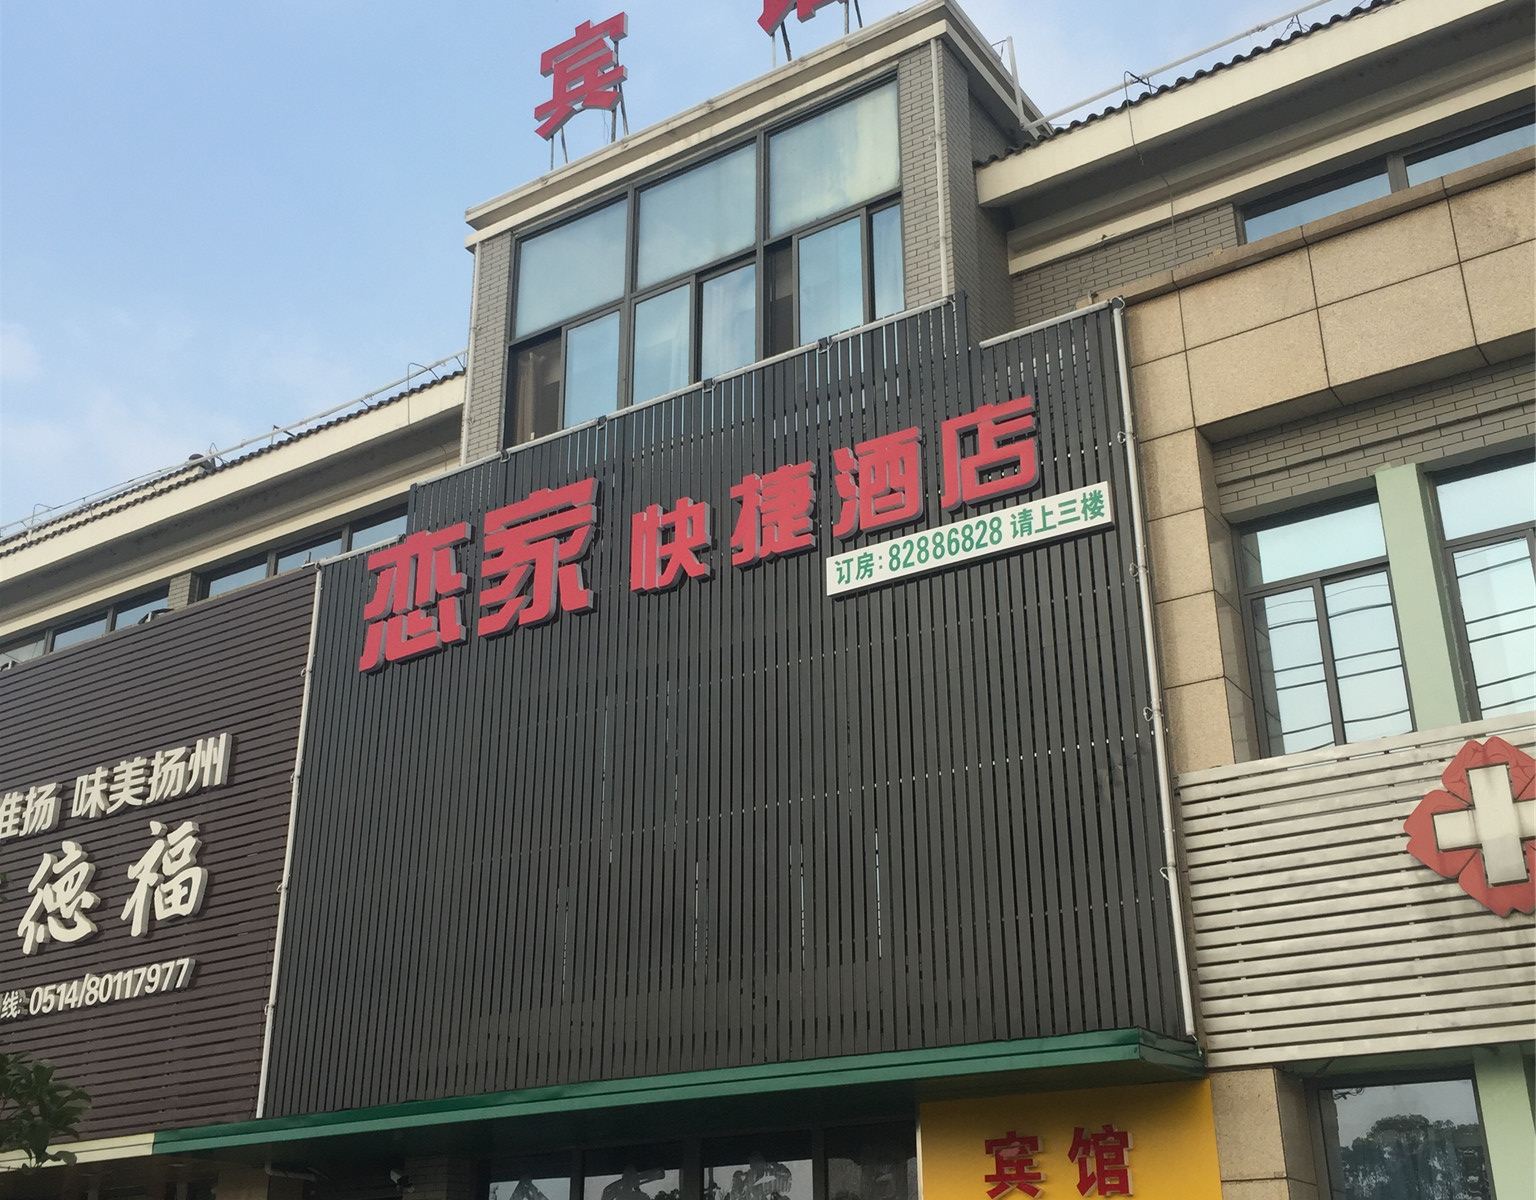 宾
恋家 快捷酒店
订房:82886828 请上三楼
淮扬 味美扬州
德福
线: 0514/80117977
宾馆